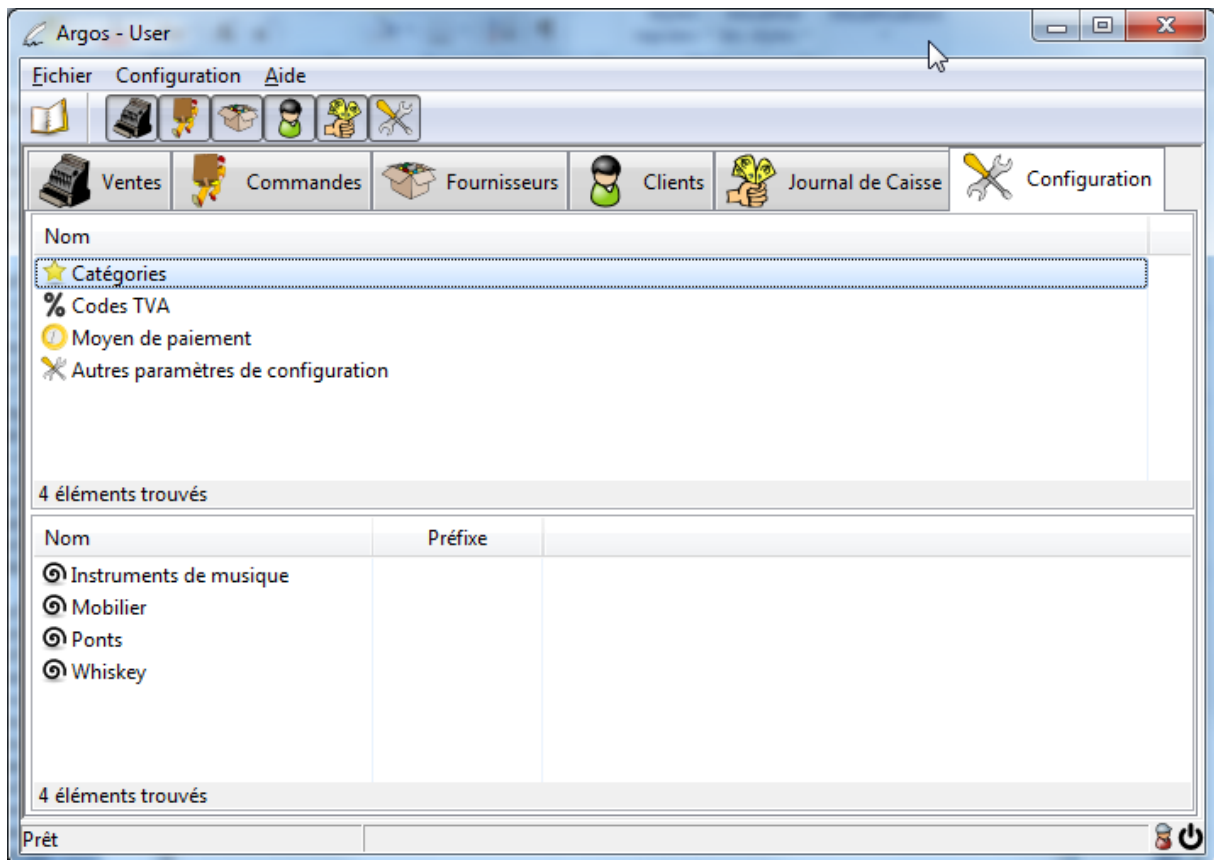 Argos - User
Fichier Configuration Aide
Ventes Commandes Fournisseurs Clients Journal de Caisse Configuration
Nom
Catégories
% Codes TVA
Moyen de paiement
Autres paramètres de configuration
4 éléments trouvés
Nom Préfixe
Instruments de musique
Mobilier
Ponts
Whiskey
4 éléments trouvés
Prêt